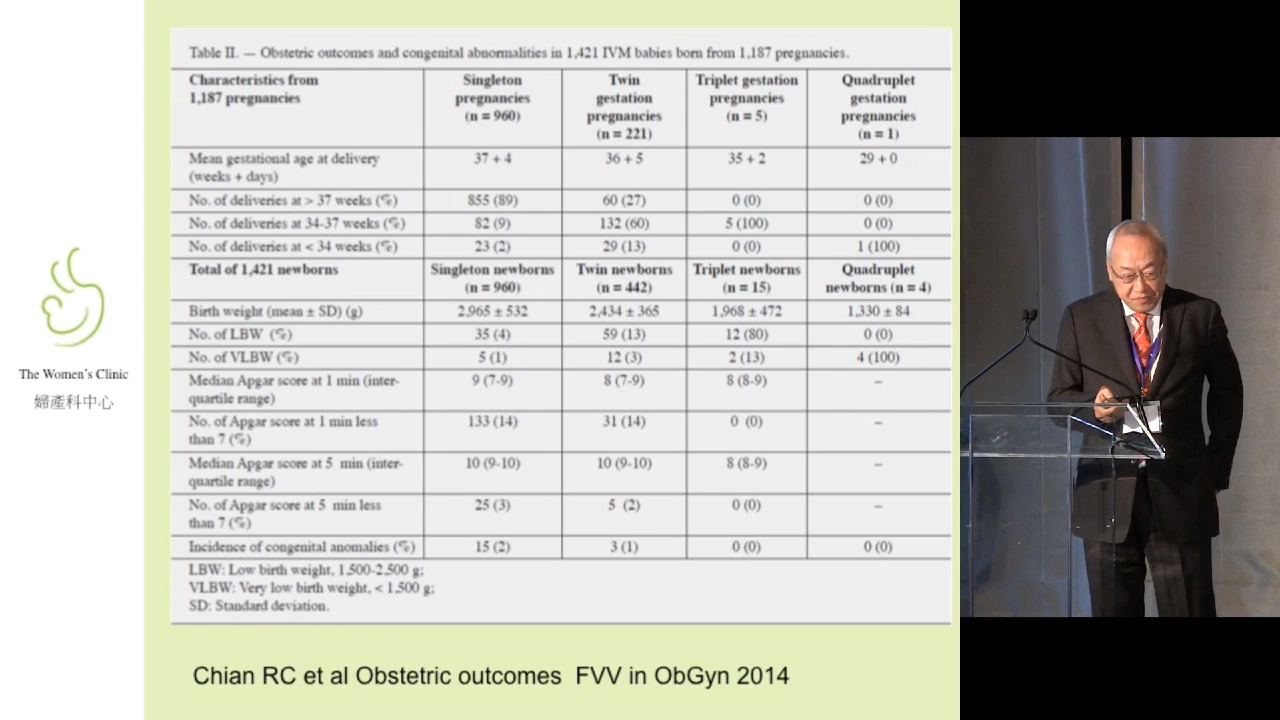 Table II. — Obstetric outcomes and congenital abnormalities in 1,421 IVM babies born from 1,187 pregnancies.
Characteristics from 1,187 pregnancies | Singleton pregnancies (n = 960) | Twin gestation pregnancies (n = 221) | Triplet gestation pregnancies (n = 5) | Quadruplet gestation pregnancies (n = 1)
Mean gestational age at delivery (weeks + days) | 37 + 4 | 36 + 5 | 35 + 2 | 29 + 0
No. of deliveries at > 37 weeks (%) | 855 (89) | 60 (27) | 0 (0) | 0 (0)
No. of deliveries at 34-37 weeks (%) | 82 (9) | 132 (60) | 5 (100) | 0 (0)
No. of deliveries at < 34 weeks (%) | 23 (2) | 29 (13) | 0 (0) | 1 (100)
Total of 1,421 newborns | Singleton newborns (n = 960) | Twin newborns (n = 442) | Triplet newborns (n = 15) | Quadruplet newborns (n = 4)
Birth weight (mean ± SD) (g) | 2,965 ± 532 | 2,434 ± 365 | 1,968 ± 472 | 1,330 ± 84
No. of LBW (%) | 35 (4) | 59 (13) | 12 (80) | 0 (0)
No. of VLBW (%) | 5 (1) | 12 (3) | 2 (13) | 4 (100)
Median Apgar score at 1 min (inter-quartile range) | 9 (7-9) | 8 (7-9) | 8 (8-9) | –
No. of Apgar score at 1 min less than 7 (%) | 133 (14) | 31 (14) | 0 (0) | –
Median Apgar score at 5 min (inter-quartile range) | 10 (9-10) | 10 (9-10) | 8 (8-9) | –
No. of Apgar score at 5 min less than 7 (%) | 25 (3) | 5 (2) | 0 (0) | –
Incidence of congenital anomalies (%) | 15 (2) | 3 (1) | 0 (0) | 0 (0)
LBW: Low birth weight, 1,500-2,500 g;
VLBW: Very low birth weight, < 1,500 g;
SD: Standard deviation.
The Women's Clinic
婦產科中心
Chian RC et al Obstetric outcomes FVV in ObGyn 2014